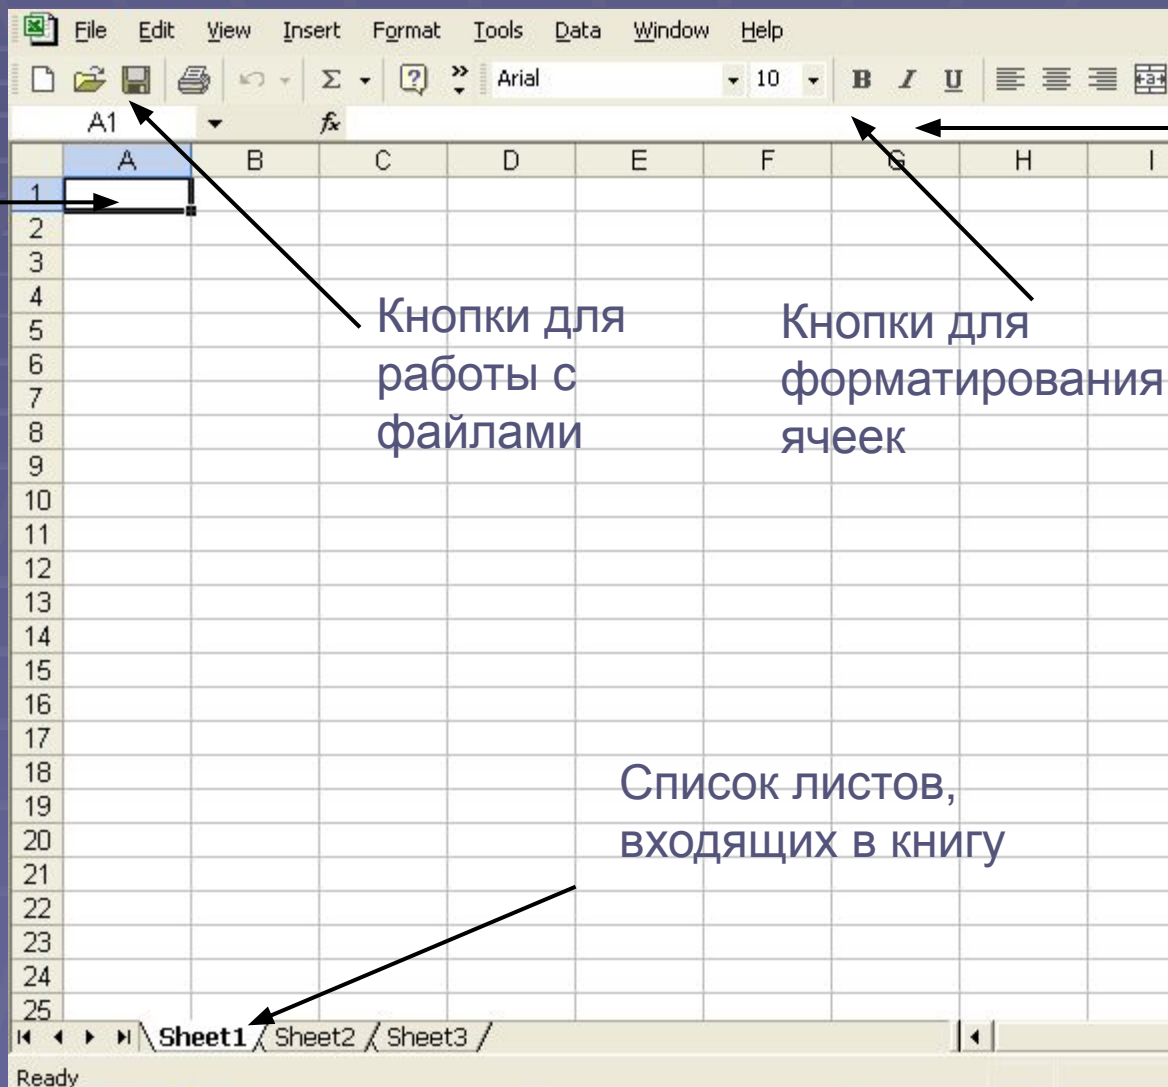 File Edit View Insert Format Tools Data Window Help
Σ ? » Arial 10 B I U a
A1 fx
A B C D E F G H I
1
2
3
4
5
6
7
8
9
10
11
12
13
14
15
16
17
18
19
20
21
22
23
24
25
Кнопки для
работы с
файлами
Кнопки для
форматирования
ячеек
Список листов,
входящих в книгу
Sheet1 Sheet2 Sheet3
Ready